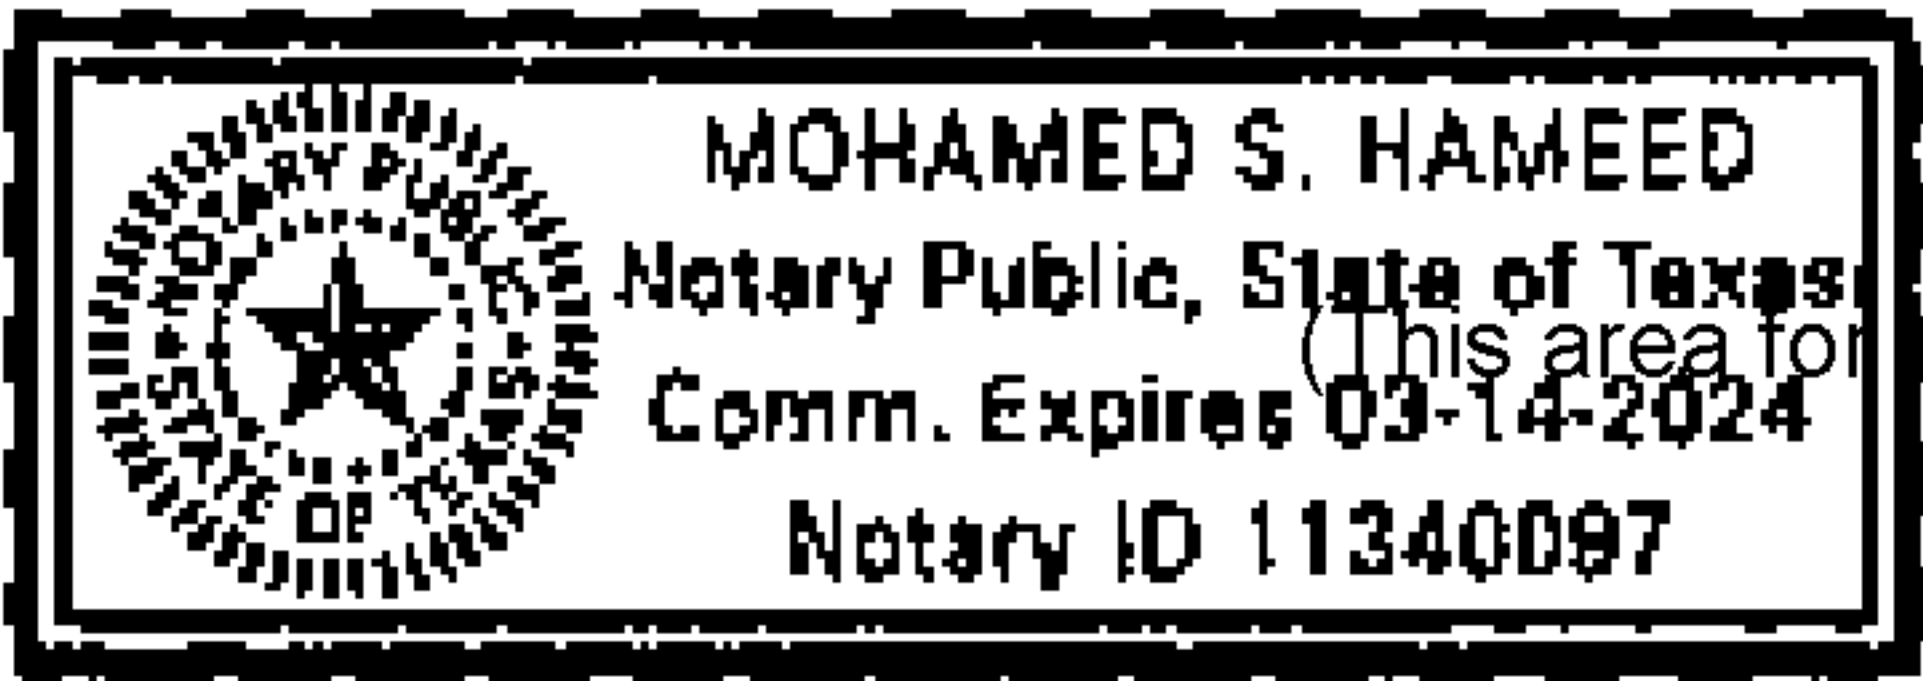 NOTARY PUBLIC
STATE OF TEXAS
MOHAMED S. HAMEED
Notary Public, State of Texas
(This area for
Comm. Expires 03-14-2024
Notary ID 11340097